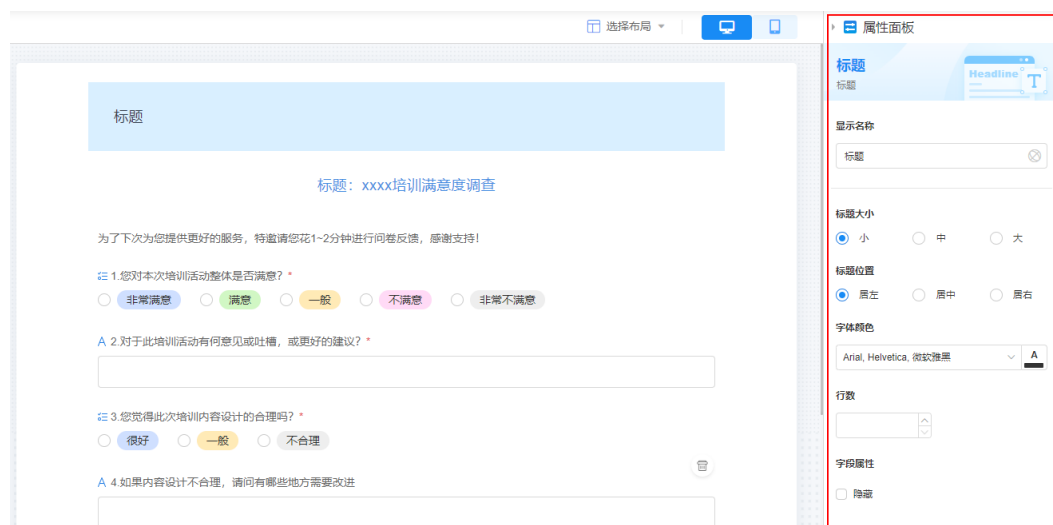 选择布局
标题
标题：xxxx培训满意度调查
为了下次为您提供更好的服务，特邀请您花1~2分钟进行问卷反馈，感谢支持！
1.您对本次培训活动整体是否满意？*
非常满意 满意 一般 不满意 非常不满意
A 2.对于此培训活动有何意见或吐槽，或更好的建议？*
3.您觉得此次培训内容设计的合理吗？*
很好 一般 不合理
A 4.如果内容设计不合理，请问有哪些地方需要改进
属性面板
标题
标题
Headline T
显示名称
标题
标题大小
小 中 大
标题位置
居左 居中 居右
字体颜色
Arial, Helvetica, 微软雅黑 A
行数
字段属性
隐藏